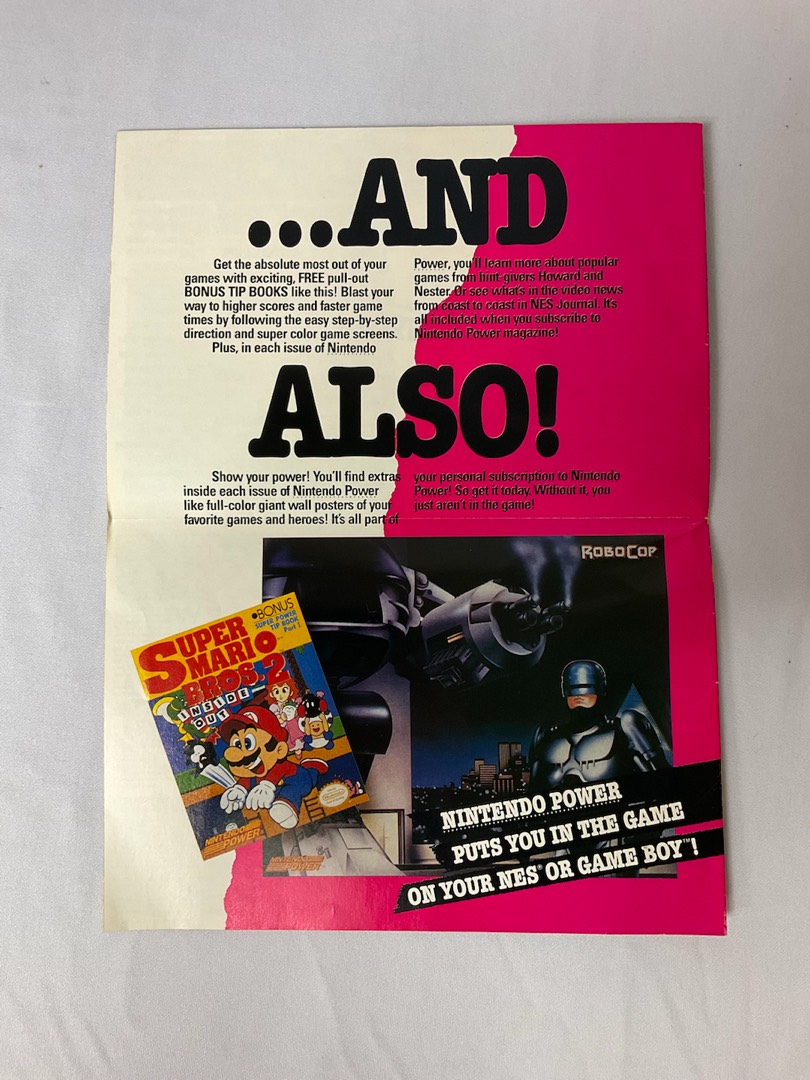 ...AND
Get the absolute most out of your
games with exciting, FREE pull-out
BONUS TIP BOOKS like this! Blast your
way to higher scores and faster game
times by following the easy step-by-step
direction and super color game screens.
Plus, in each issue of Nintendo
Power, you'll learn more about popular
games from hint-givers Howard and
Nester. Or see what's in the video news
from coast to coast in NES Journal. It's
all included when you subscribe to
Nintendo Power magazine!
ALSO!
Show your power! You'll find extras
inside each issue of Nintendo Power
like full-color giant wall posters of your
favorite games and heroes! It's all part of
your personal subscription to Nintendo
Power! So get it today. Without it, you
just aren't in the game!
ROBOCOP
BONUS
SUPER POWER
TIP BOOK
Part 1
SUPER
MARIO
BROS. 2
INSIDE-
OUT
NINTENDO
POWER
NINTENDO
POWER
NINTENDO POWER
PUTS YOU IN THE GAME
ON YOUR NES® OR GAME BOY™!